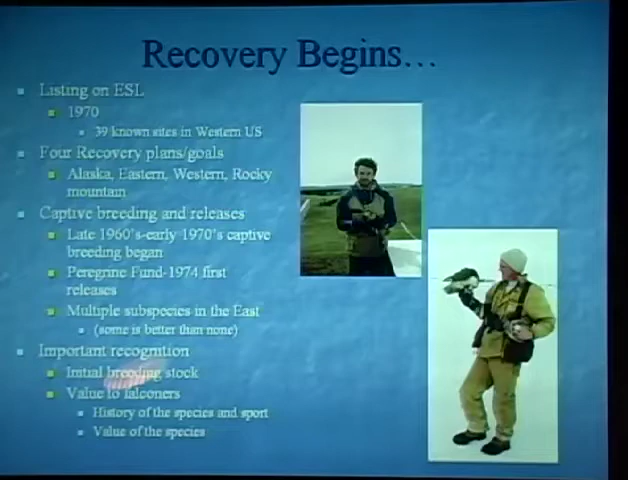 Recovery Begins...
Listing on ESL
1970
39 known sites in Western US
Four Recovery plans/goals
Alaska, Eastern, Western, Rocky
mountain
Captive breeding and releases
Late 1960's-early 1970's captive
breeding began
Peregrine Fund-1974 first
releases
Multiple subspecies in the East
(some is better than none)
Important recognition
Initial breeding stock
Value to falconers
History of the species and sport
Value of the species